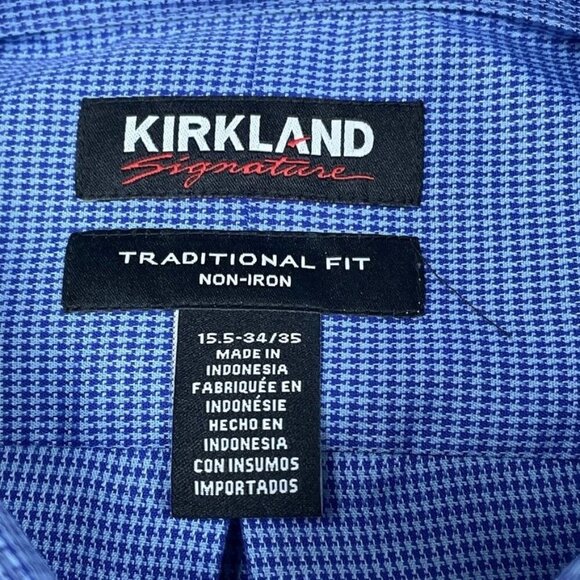 KIRKLAND
Signature
TRADITIONAL FIT
NON-IRON
15.5-34/35
MADE IN
INDONESIA
FABRIQUÉE EN
INDONÉSIE
HECHO EN
INDONESIA
CON INSUMOS
IMPORTADOS